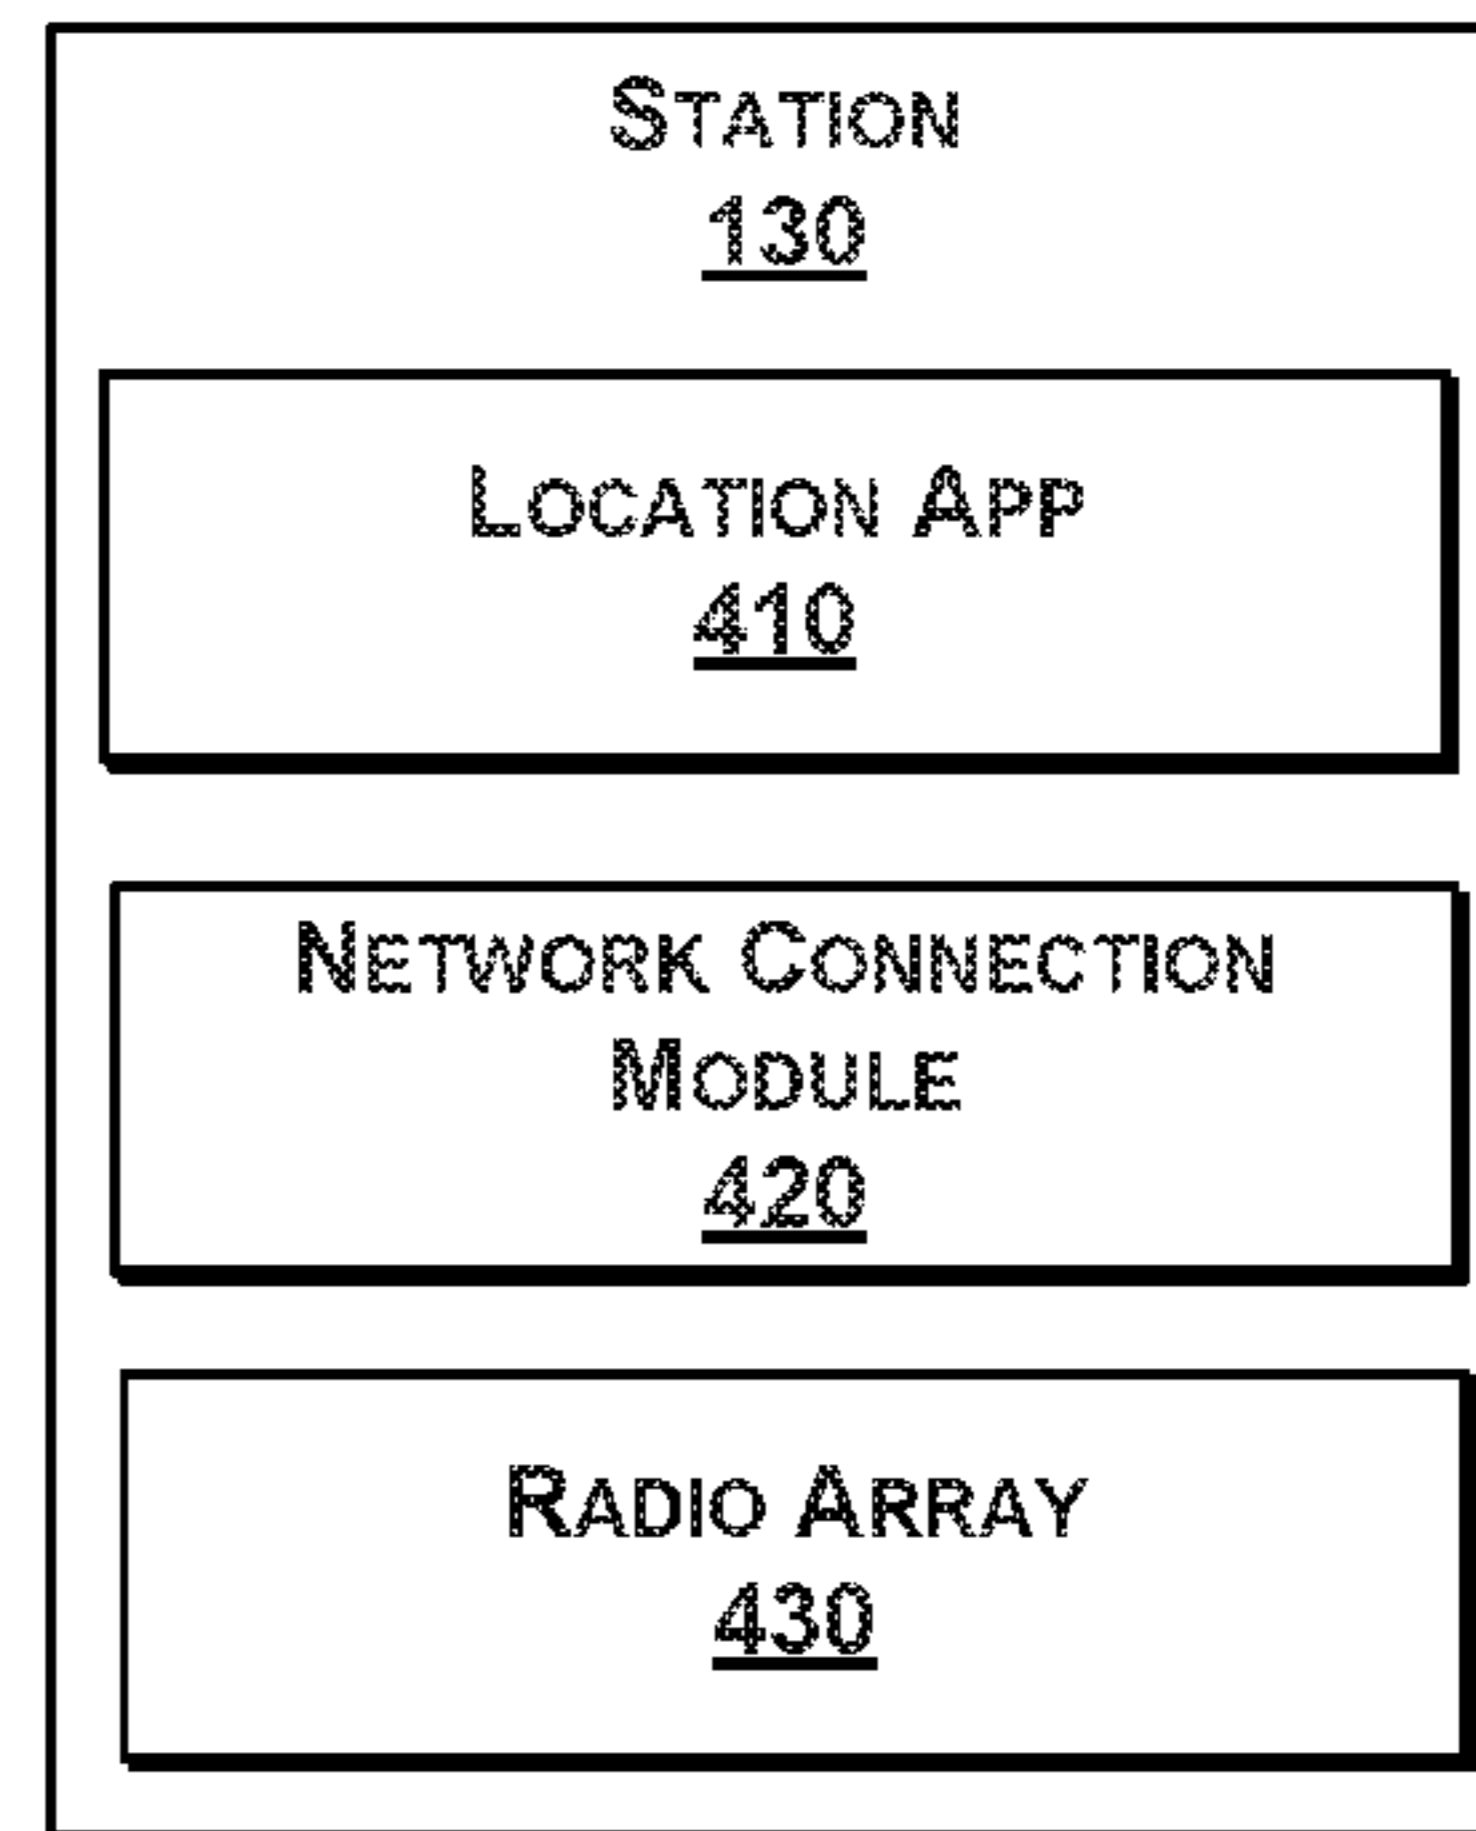 STATION
130
LOCATION APP
410
NETWORK CONNECTION
MODULE
420
RADIO ARRAY
430